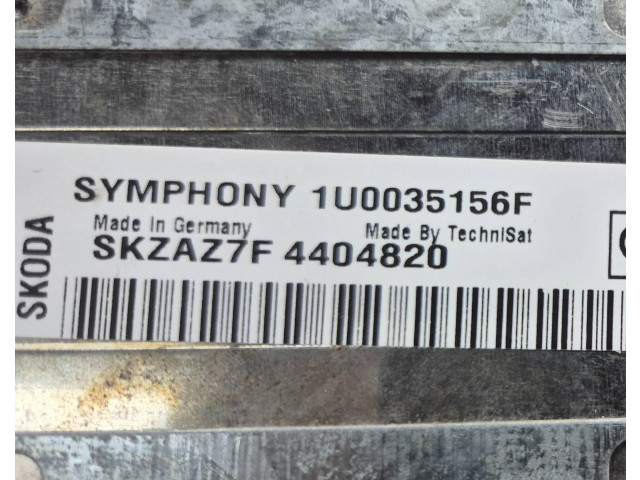 SKODA
SYMPHONY 1U0035156F
Made In Germany Made By TechniSat
SKZAZ7F 4404820